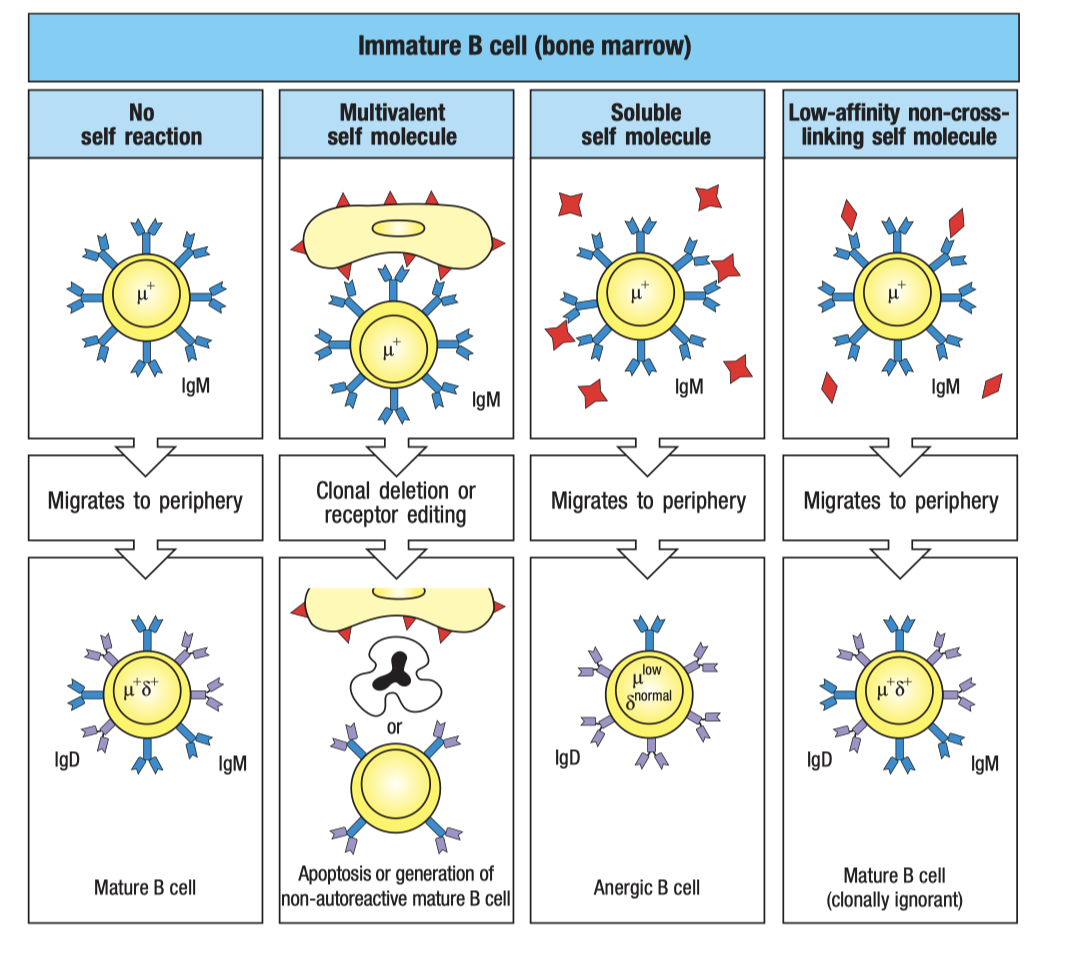 Immature B cell (bone marrow)
No
self reaction
μ+
IgM
Migrates to periphery
μ+δ+
IgD
IgM
Mature B cell
Multivalent
self molecule
μ+
IgM
Clonal deletion or
receptor editing
or
Apoptosis or generation of
non-autoreactive mature B cell
Soluble
self molecule
μ+
IgM
Migrates to periphery
μlow
δnormal
IgD
Anergic B cell
Low-affinity non-cross-
linking self molecule
μ+
IgM
Migrates to periphery
μ+δ+
IgD
IgM
Mature B cell
(clonally ignorant)